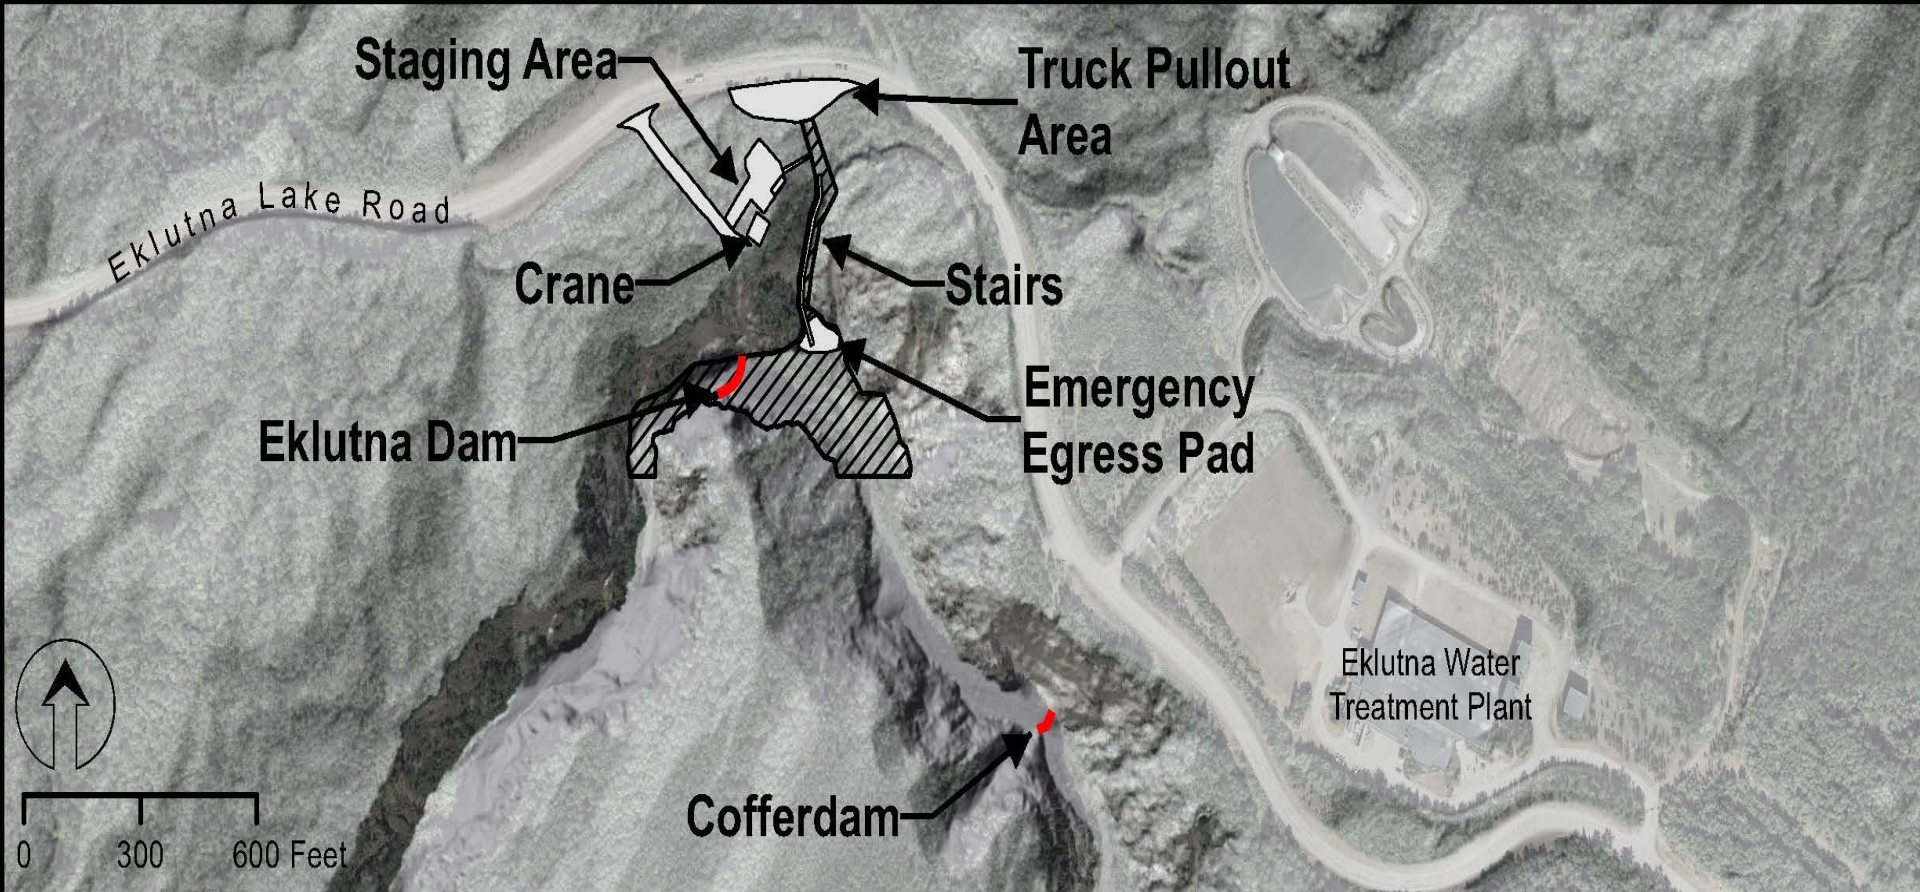 Staging Area
Truck Pullout
Area
Eklutna Lake Road
Crane
Stairs
Emergency
Egress Pad
Eklutna Dam
Eklutna Water
Treatment Plant
Cofferdam
0 300 600 Feet